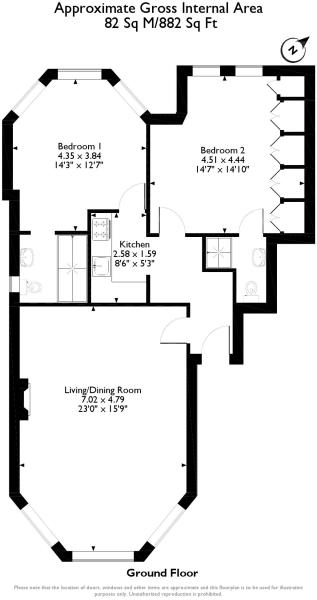 Approximate Gross Internal Area
82 Sq M/882 Sq Ft
N
Bedroom 1
4.35 x 3.84
14'3" x 12'7"
Bedroom 2
4.51 x 4.44
14'7" x 14'10"
Kitchen
2.58 x 1.59
8'6" x 5'3"
Living/Dining Room
7.02 x 4.79
23'0" x 15'9"
Ground Floor
Please note that the location of doors, windows and other items are approximate and this floorplan is to be used for illustrative
purposes only. Unauthorized reproduction is prohibited.